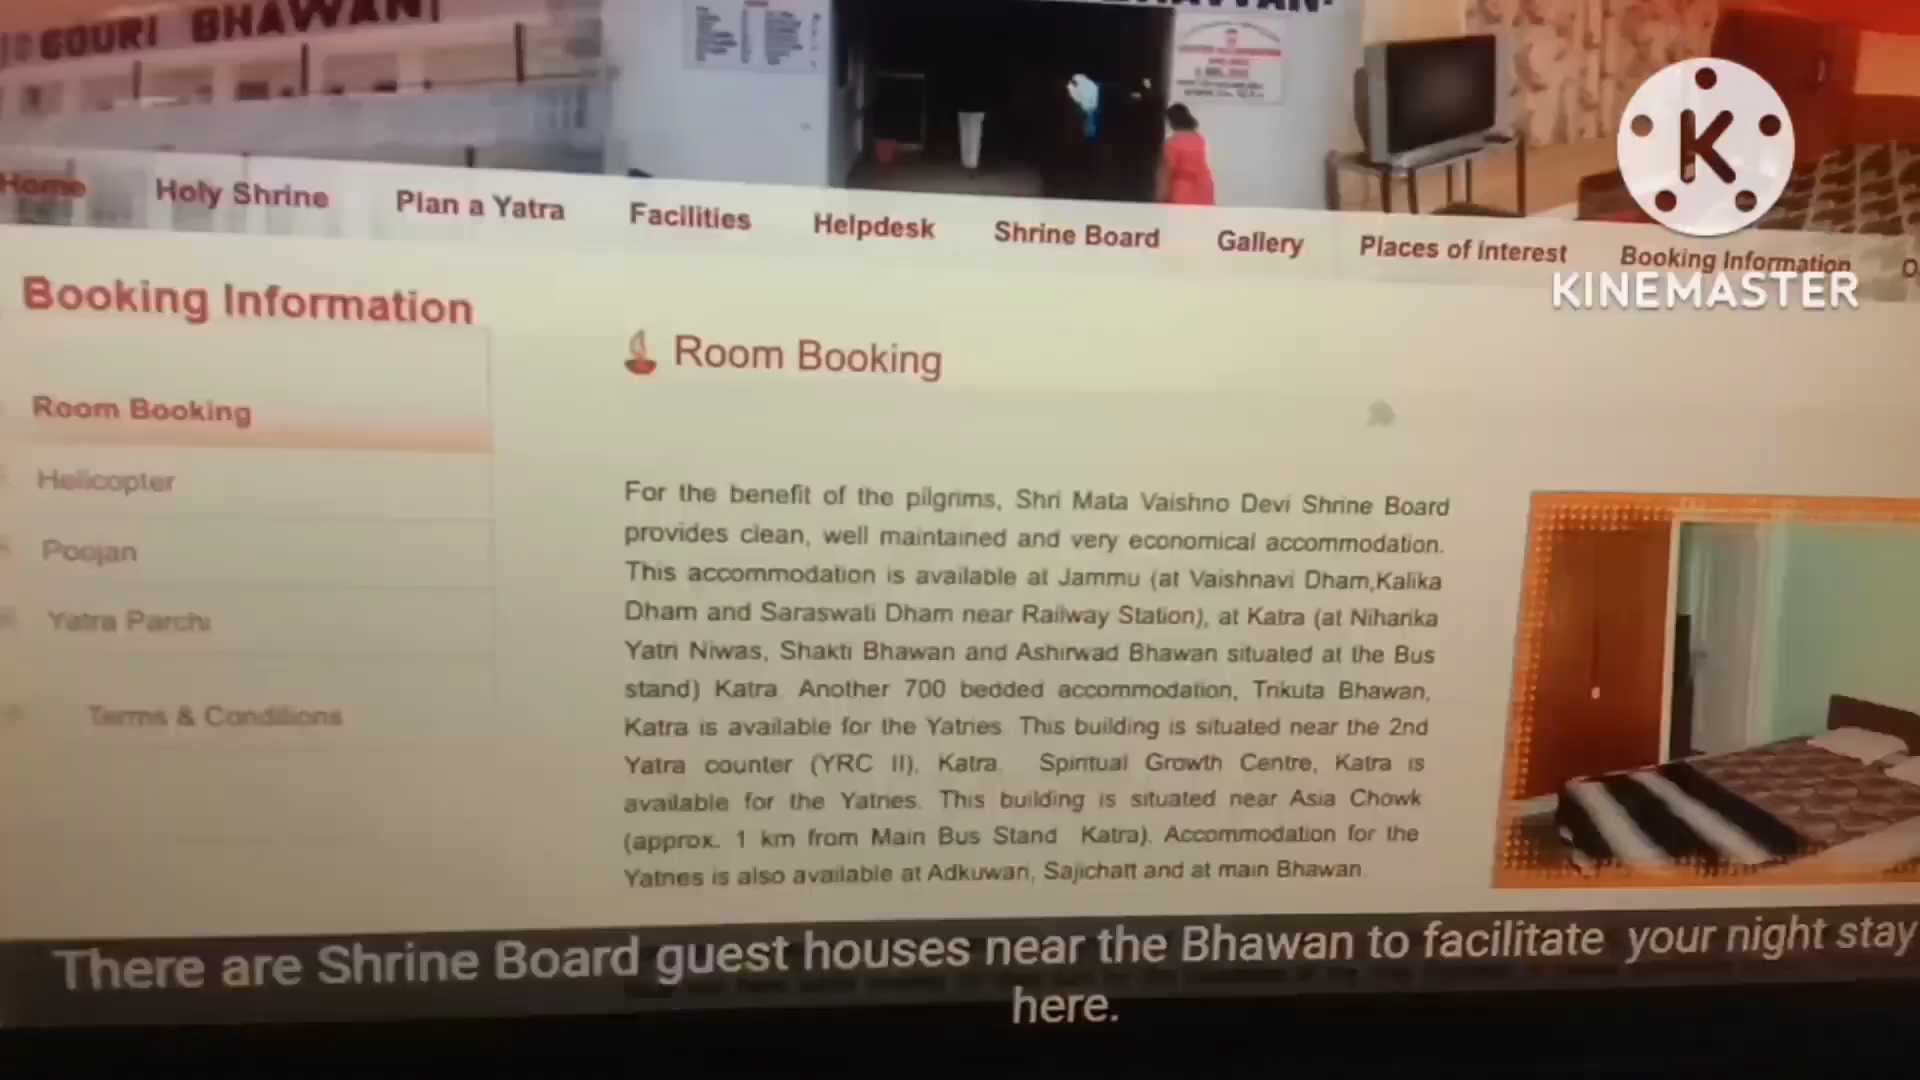 GOURI BHAWAN
Home
Holy Shrine
Plan a Yatra
Facilities
Helpdesk
Shrine Board
Gallery
Places of Interest
Booking Information
K
KINEMASTER
Booking Information
Room Booking
Helicopter
Poojan
Yatra Parchi
Terms & Conditions
Room Booking
For the benefit of the pilgrims, Shri Mata Vaishno Devi Shrine Board
provides clean, well maintained and very economical accommodation.
This accommodation is available at Jammu (at Vaishnavi Dham,Kalika
Dham and Saraswati Dham near Railway Station), at Katra (at Niharika
Yatri Niwas, Shakti Bhawan and Ashirwad Bhawan situated at the Bus
stand) Katra. Another 700 bedded accommodation, Trikuta Bhawan,
Katra is available for the Yatries. This building is situated near the 2nd
Yatra counter (YRC II), Katra. Spiritual Growth Centre, Katra is
available for the Yatries. This building is situated near Asia Chowk
(approx. 1 km from Main Bus Stand Katra). Accommodation for the
Yatries is also available at Adkuwari, Sajichatt and at main Bhawan.
There are Shrine Board guest houses near the Bhawan to facilitate your night stay
here.